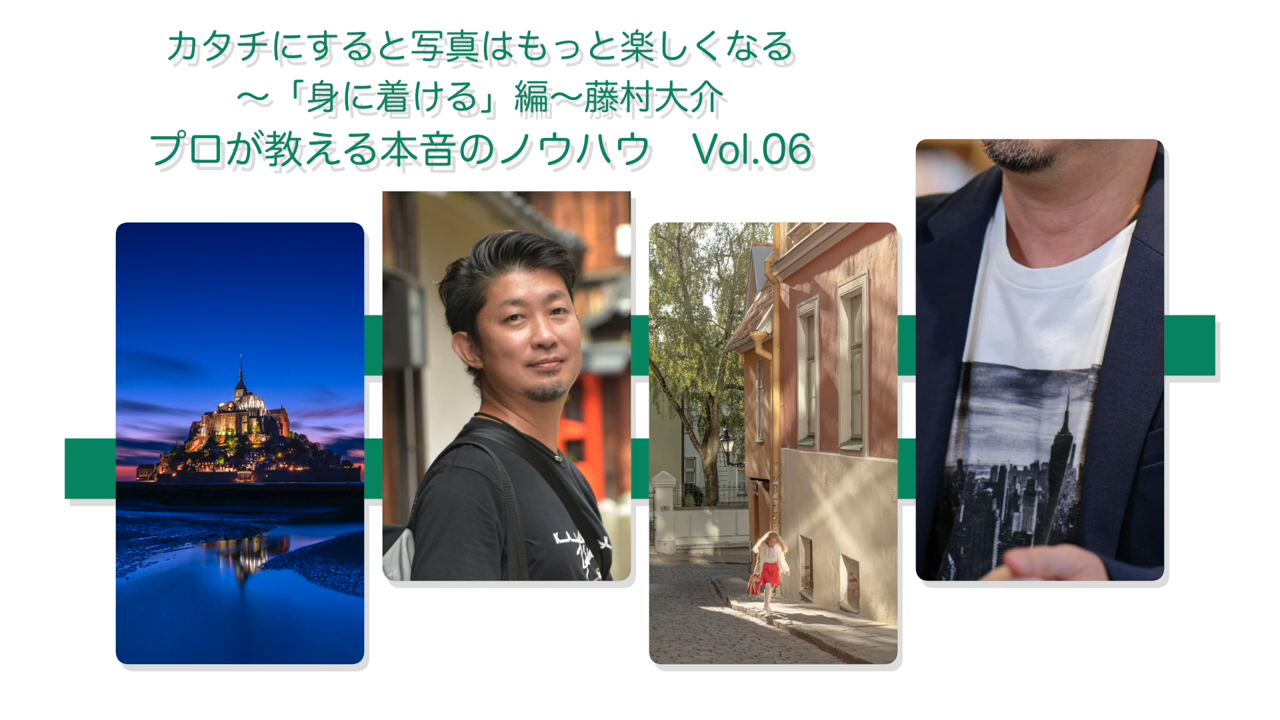 カタチにすると写真はもっと楽しくなる
〜「身に着ける」編〜藤村大介
プロが教える本音のノウハウ　Vol.06